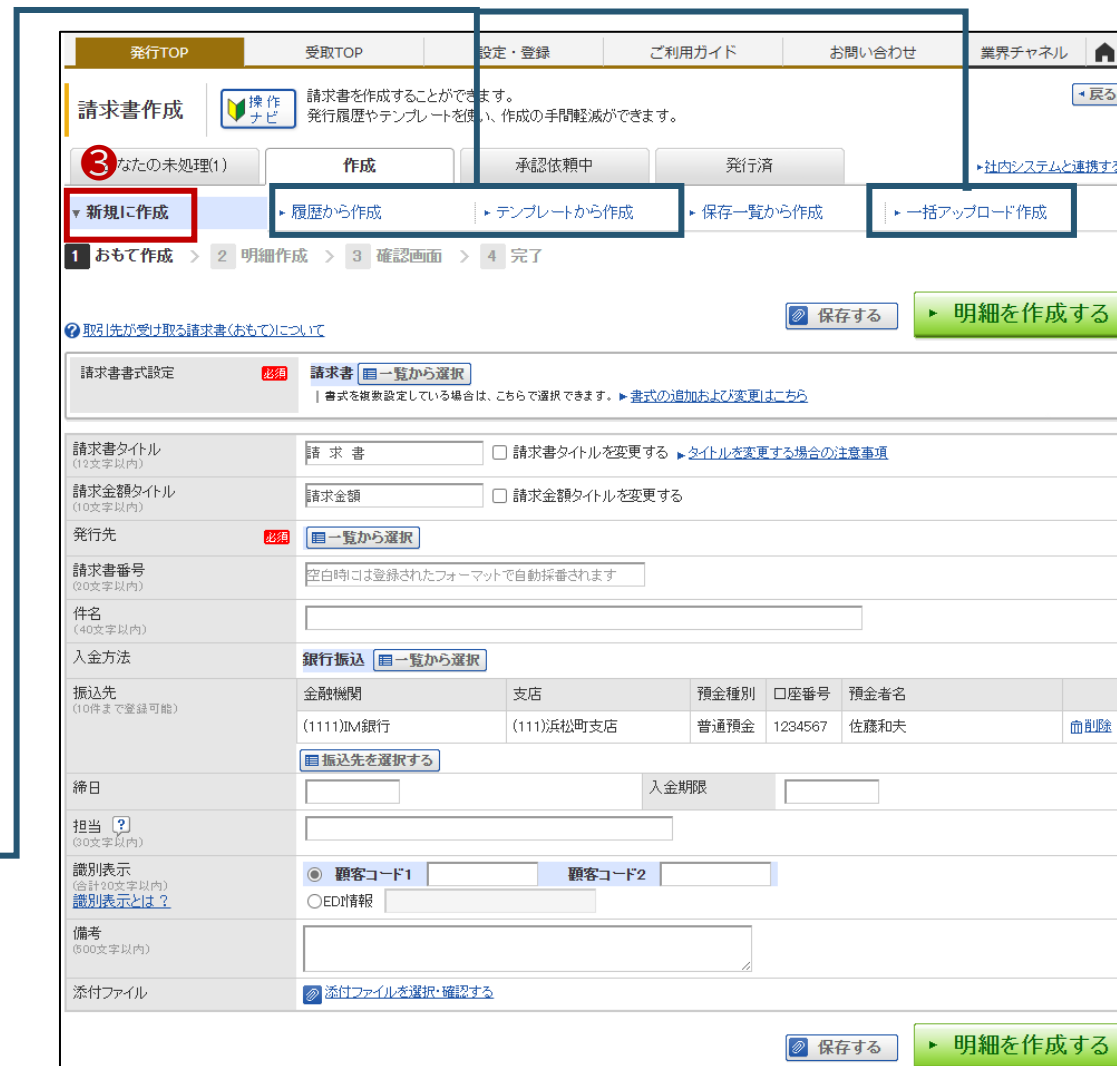 発行TOP 受取TOP 設定・登録 ご利用ガイド お問い合わせ 業界チャネル
請求書作成 操作ナビ 請求書を作成することができます。
発行履歴やテンプレートを使い、作成の手間軽減ができます。
戻る
3 なたの未処理(1) 作成 承認依頼中 発行済 社内システムと連携する
新規に作成 履歴から作成 テンプレートから作成 保存一覧から作成 一括アップロード作成
1 おもて作成 > 2 明細作成 > 3 確認画面 > 4 完了
取引先が受け取る請求書(おもて)について 保存する 明細を作成する
請求書書式設定 必須 請求書 一覧から選択
| 書式を複数設定している場合は、こちらで選択できます。 書式の追加および変更はこちら
請求書タイトル
(12文字以内)
請 求 書 請求書タイトルを変更する タイトルを変更する場合の注意事項
請求金額タイトル
(10文字以内)
請求金額 請求金額タイトルを変更する
発行先 必須 一覧から選択
請求書番号
(20文字以内)
空白時には登録されたフォーマットで自動採番されます
件名
(40文字以内)
入金方法 銀行振込 一覧から選択
振込先
(10件まで登録可能)
金融機関 支店 預金種別 口座番号 預金者名
(1111)IM銀行 (111)浜松町支店 普通預金 1234567 佐藤和夫 削除
振込先を選択する
締日 入金期限
担当 ?
(30文字以内)
識別表示
(合計20文字以内)
識別表示とは?
顧客コード1 顧客コード2
EDI情報
備考
(500文字以内)
添付ファイル 添付ファイルを選択・確認する
保存する 明細を作成する